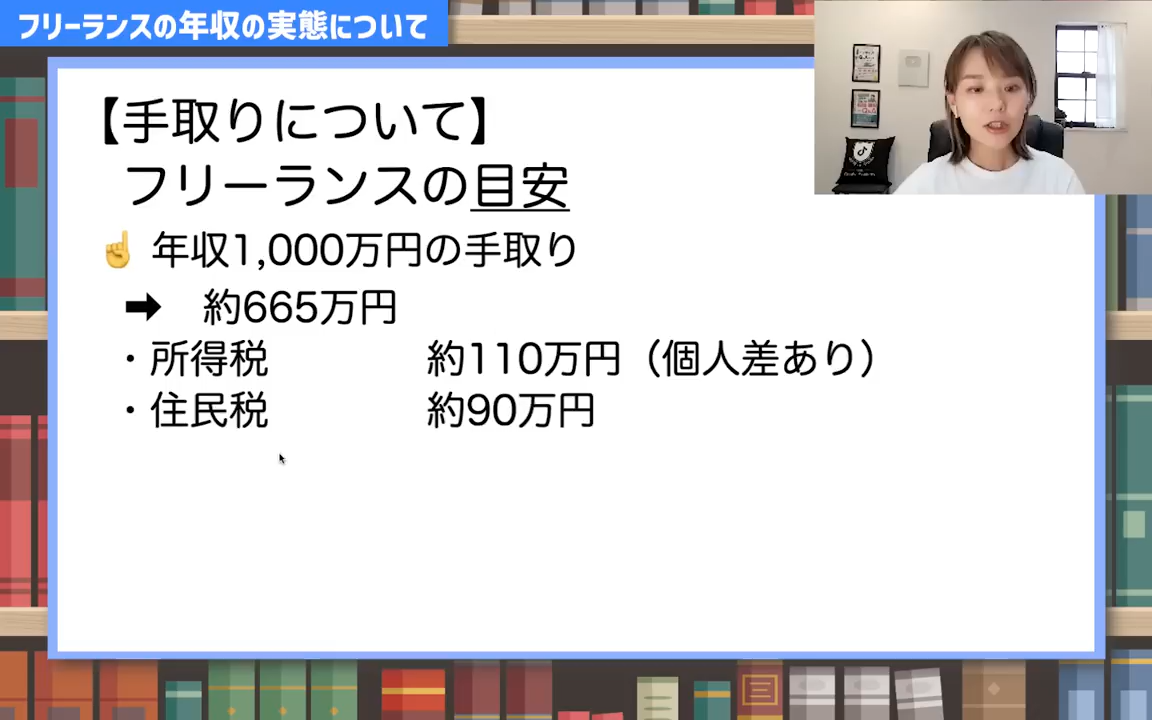 フリーランスの年収の実態について
【手取りについて】
フリーランスの目安
☝ 年収1,000万円の手取り
➡ 約665万円
・所得税 約110万円（個人差あり）
・住民税 約90万円